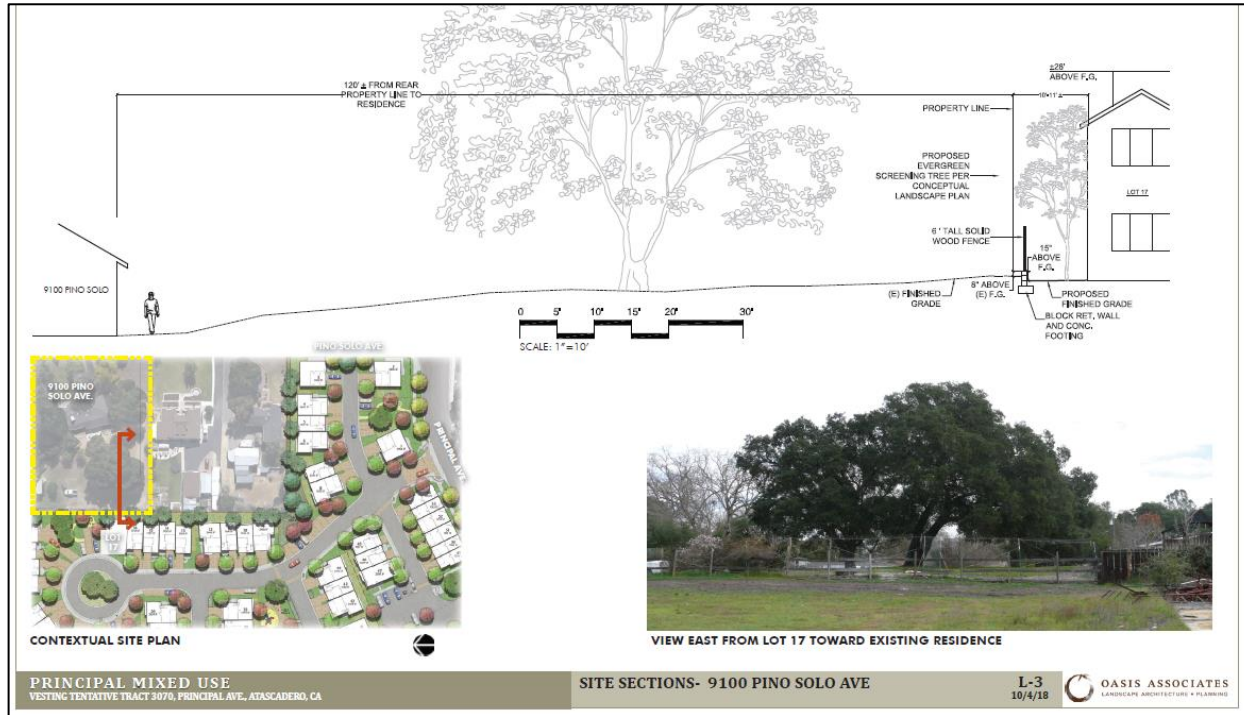 120' ± FROM REAR
PROPERTY LINE TO
RESIDENCE
±28'
ABOVE F.G.
10'-11' ±
PROPERTY LINE
PROPOSED
EVERGREEN
SCREENING TREE PER
CONCEPTUAL
LANDSCAPE PLAN
LOT 17
6' TALL SOLID
WOOD FENCE
15"
ABOVE
F.G.
9100 PINO SOLO
(E) FINISHED
GRADE
8" ABOVE
(E) F.G.
PROPOSED
FINISHED GRADE
BLOCK RET. WALL
AND CONC.
FOOTING
0 5' 10' 15' 20' 30'
SCALE: 1"=10'
PINO SOLO AVE.
9100 PINO
SOLO AVE.
PRINCIPAL AVE.
LOT
17
CONTEXTUAL SITE PLAN
VIEW EAST FROM LOT 17 TOWARD EXISTING RESIDENCE
PRINCIPAL MIXED USE
VESTING TENTATIVE TRACT 3070, PRINCIPAL AVE., ATASCADERO, CA
SITE SECTIONS- 9100 PINO SOLO AVE
L-3
10/4/18
OASIS ASSOCIATES
LANDSCAPE ARCHITECTURE + PLANNING